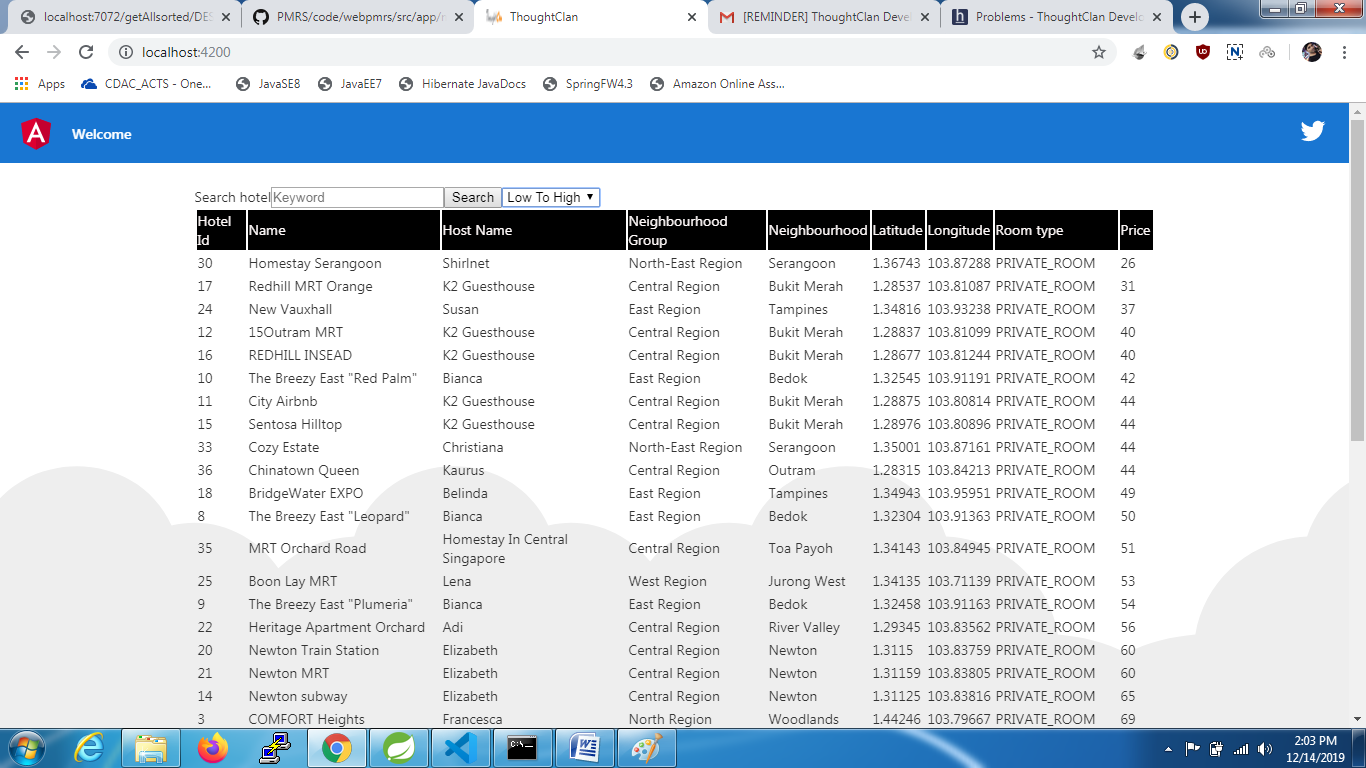 localhost:7072/getAllsorted/DES
PMRS/code/webpmrs/src/app/r
ThoughtClan
[REMINDER] ThoughtClan Deve
Problems - ThoughtClan Develo
localhost:4200
Apps CDAC_ACTS - One... JavaSE8 JavaEE7 Hibernate JavaDocs SpringFW4.3 Amazon Online Ass...
A Welcome
Search hotel Keyword Search Low To High
Hotel Id Name Host Name Neighbourhood Group Neighbourhood Latitude Longitude Room type Price
30 Homestay Serangoon Shirlnet North-East Region Serangoon 1.36743 103.87288 PRIVATE_ROOM 26
17 Redhill MRT Orange K2 Guesthouse Central Region Bukit Merah 1.28537 103.81087 PRIVATE_ROOM 31
24 New Vauxhall Susan East Region Tampines 1.34816 103.93238 PRIVATE_ROOM 37
12 15Outram MRT K2 Guesthouse Central Region Bukit Merah 1.28837 103.81099 PRIVATE_ROOM 40
16 REDHILL INSEAD K2 Guesthouse Central Region Bukit Merah 1.28677 103.81244 PRIVATE_ROOM 40
10 The Breezy East "Red Palm" Bianca East Region Bedok 1.32545 103.91191 PRIVATE_ROOM 42
11 City Airbnb K2 Guesthouse Central Region Bukit Merah 1.28875 103.80814 PRIVATE_ROOM 44
15 Sentosa Hilltop K2 Guesthouse Central Region Bukit Merah 1.28976 103.80896 PRIVATE_ROOM 44
33 Cozy Estate Christiana North-East Region Serangoon 1.35001 103.87161 PRIVATE_ROOM 44
36 Chinatown Queen Kaurus Central Region Outram 1.28315 103.84213 PRIVATE_ROOM 44
18 BridgeWater EXPO Belinda East Region Tampines 1.34943 103.95951 PRIVATE_ROOM 49
8 The Breezy East "Leopard" Bianca East Region Bedok 1.32304 103.91363 PRIVATE_ROOM 50
35 MRT Orchard Road Homestay In Central Singapore Central Region Toa Payoh 1.34143 103.84945 PRIVATE_ROOM 51
25 Boon Lay MRT Lena West Region Jurong West 1.34135 103.71139 PRIVATE_ROOM 53
9 The Breezy East "Plumeria" Bianca East Region Bedok 1.32458 103.91163 PRIVATE_ROOM 54
22 Heritage Apartment Orchard Adi Central Region River Valley 1.29345 103.83562 PRIVATE_ROOM 56
20 Newton Train Station Elizabeth Central Region Newton 1.3115 103.83759 PRIVATE_ROOM 60
21 Newton MRT Elizabeth Central Region Newton 1.31159 103.83805 PRIVATE_ROOM 60
14 Newton subway Elizabeth Central Region Newton 1.31125 103.83816 PRIVATE_ROOM 65
3 COMFORT Heights Francesca North Region Woodlands 1.44246 103.79667 PRIVATE_ROOM 69
2:03 PM
12/14/2019